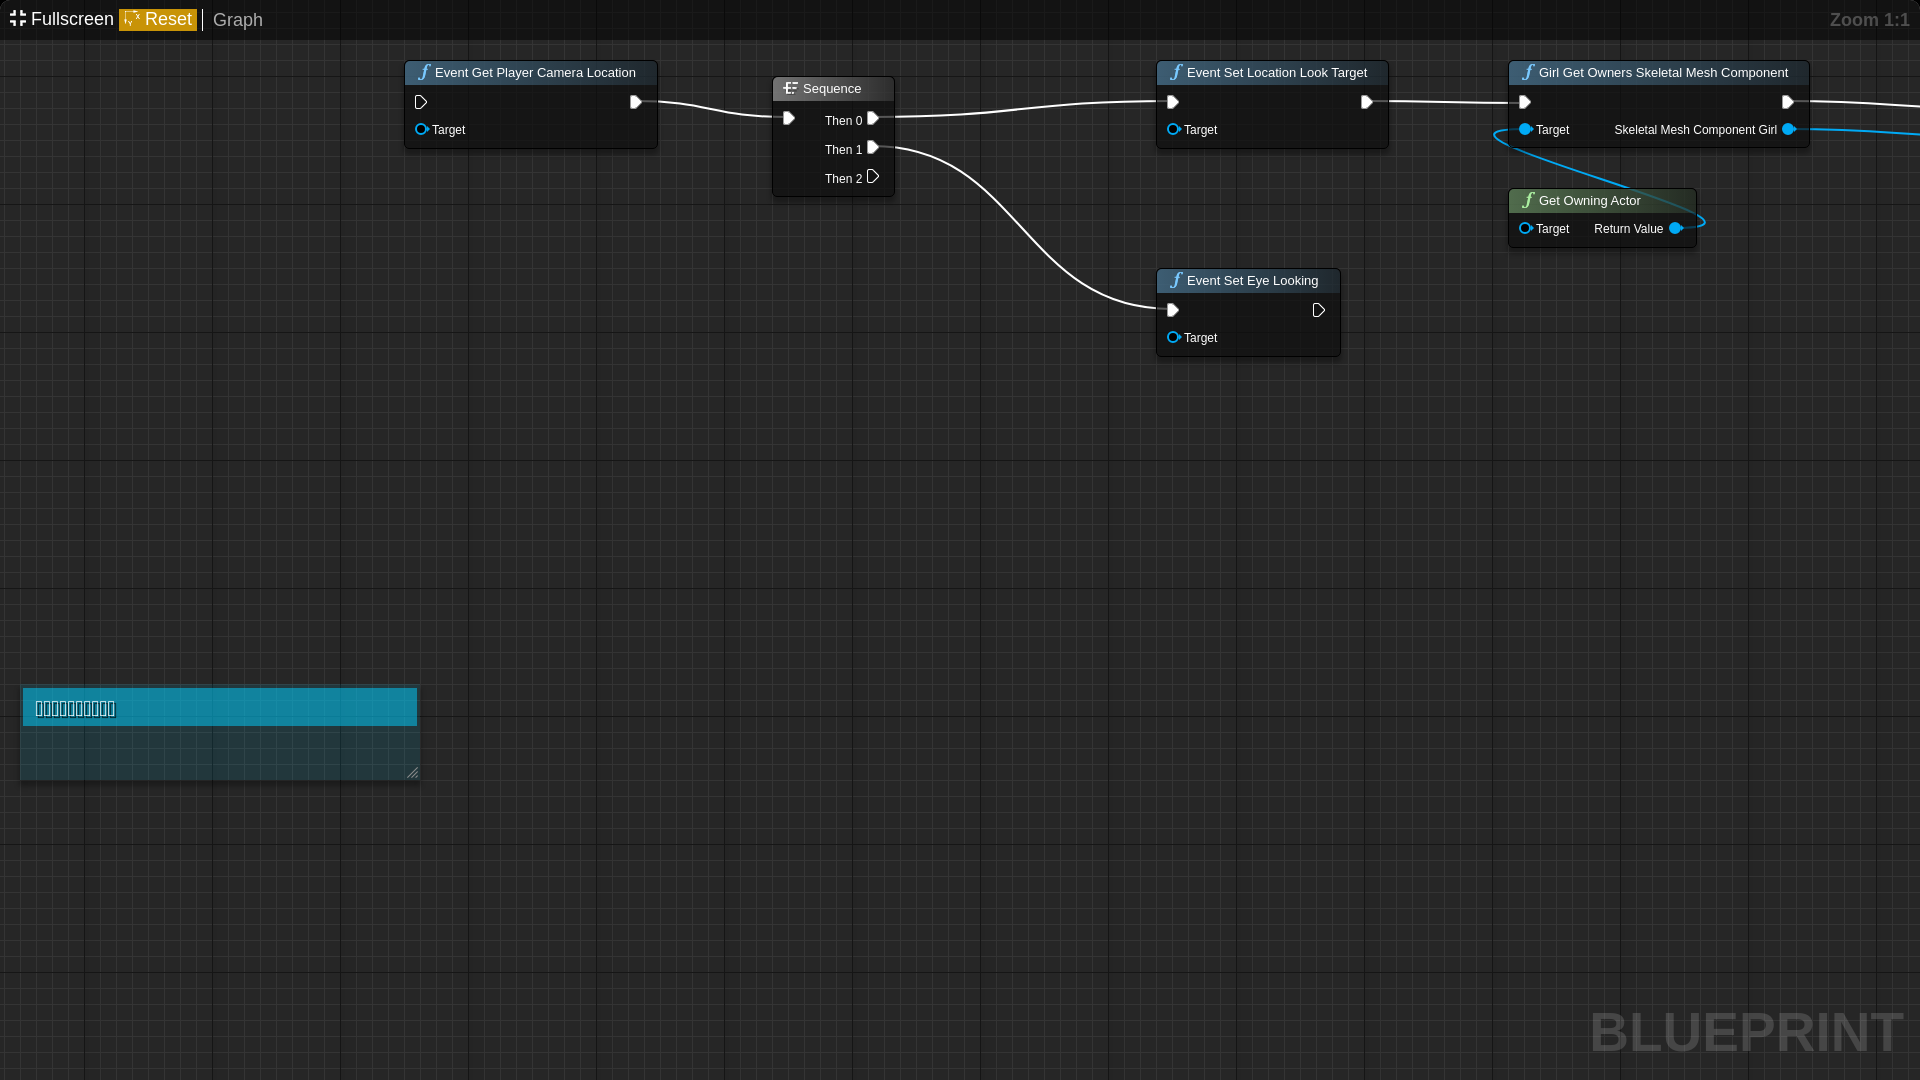 Fullscreen Reset Graph Zoom 1:1
Event Get Player Camera Location
Target
Sequence
Then 0
Then 1
Then 2
Event Set Location Look Target
Target
Girl Get Owners Skeletal Mesh Component
Target Skeletal Mesh Component Girl
Get Owning Actor
Target Return Value
Event Set Eye Looking
Target
BLUEPRINT